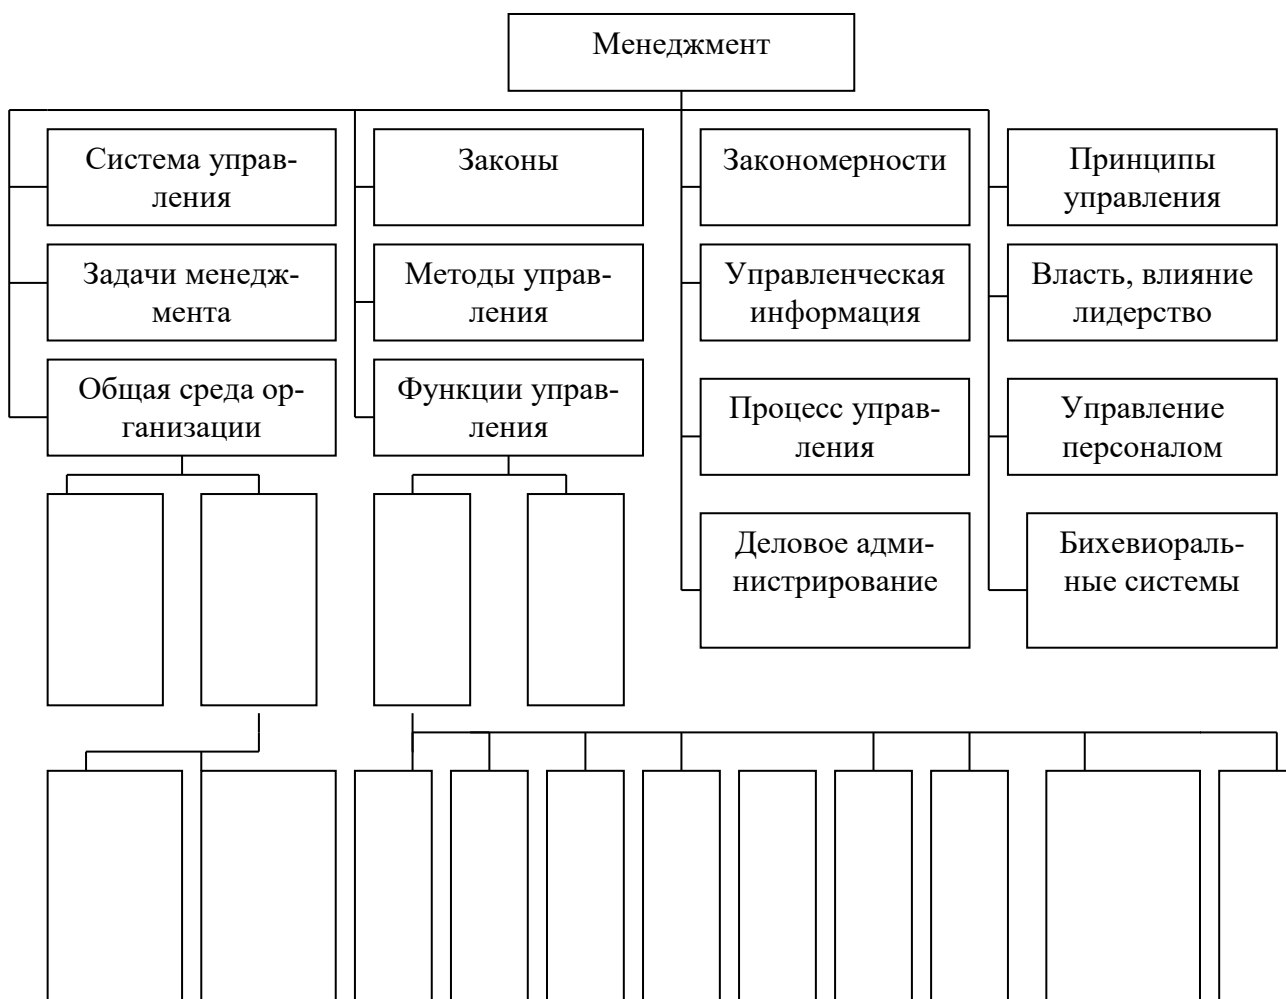 Менеджмент
Система управ-
ления
Законы
Закономерности
Принципы
управления
Задачи менедж-
мента
Методы управ-
ления
Управленческая
информация
Власть, влияние
лидерство
Общая среда ор-
ганизации
Функции управ-
ления
Процесс управ-
ления
Управление
персоналом
Деловое адми-
нистрирование
Бихевиораль-
ные системы